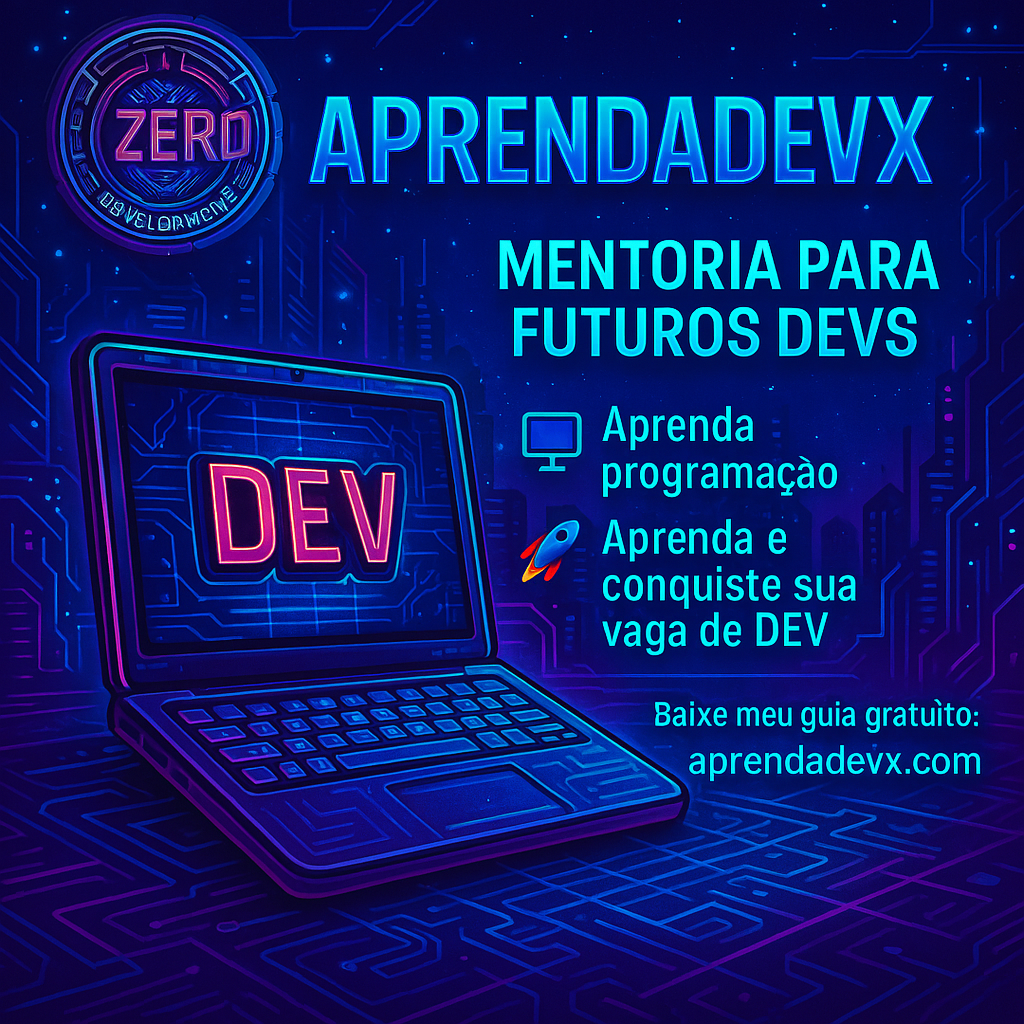 ZERO
APRENDADEVX
MENTORIA PARA
FUTUROS DEVS
Aprenda
programaçào
Aprenda e
conquiste sua
vaga de DEV
DEV
Baixe meu guia gratuìto:
aprendadevx.com